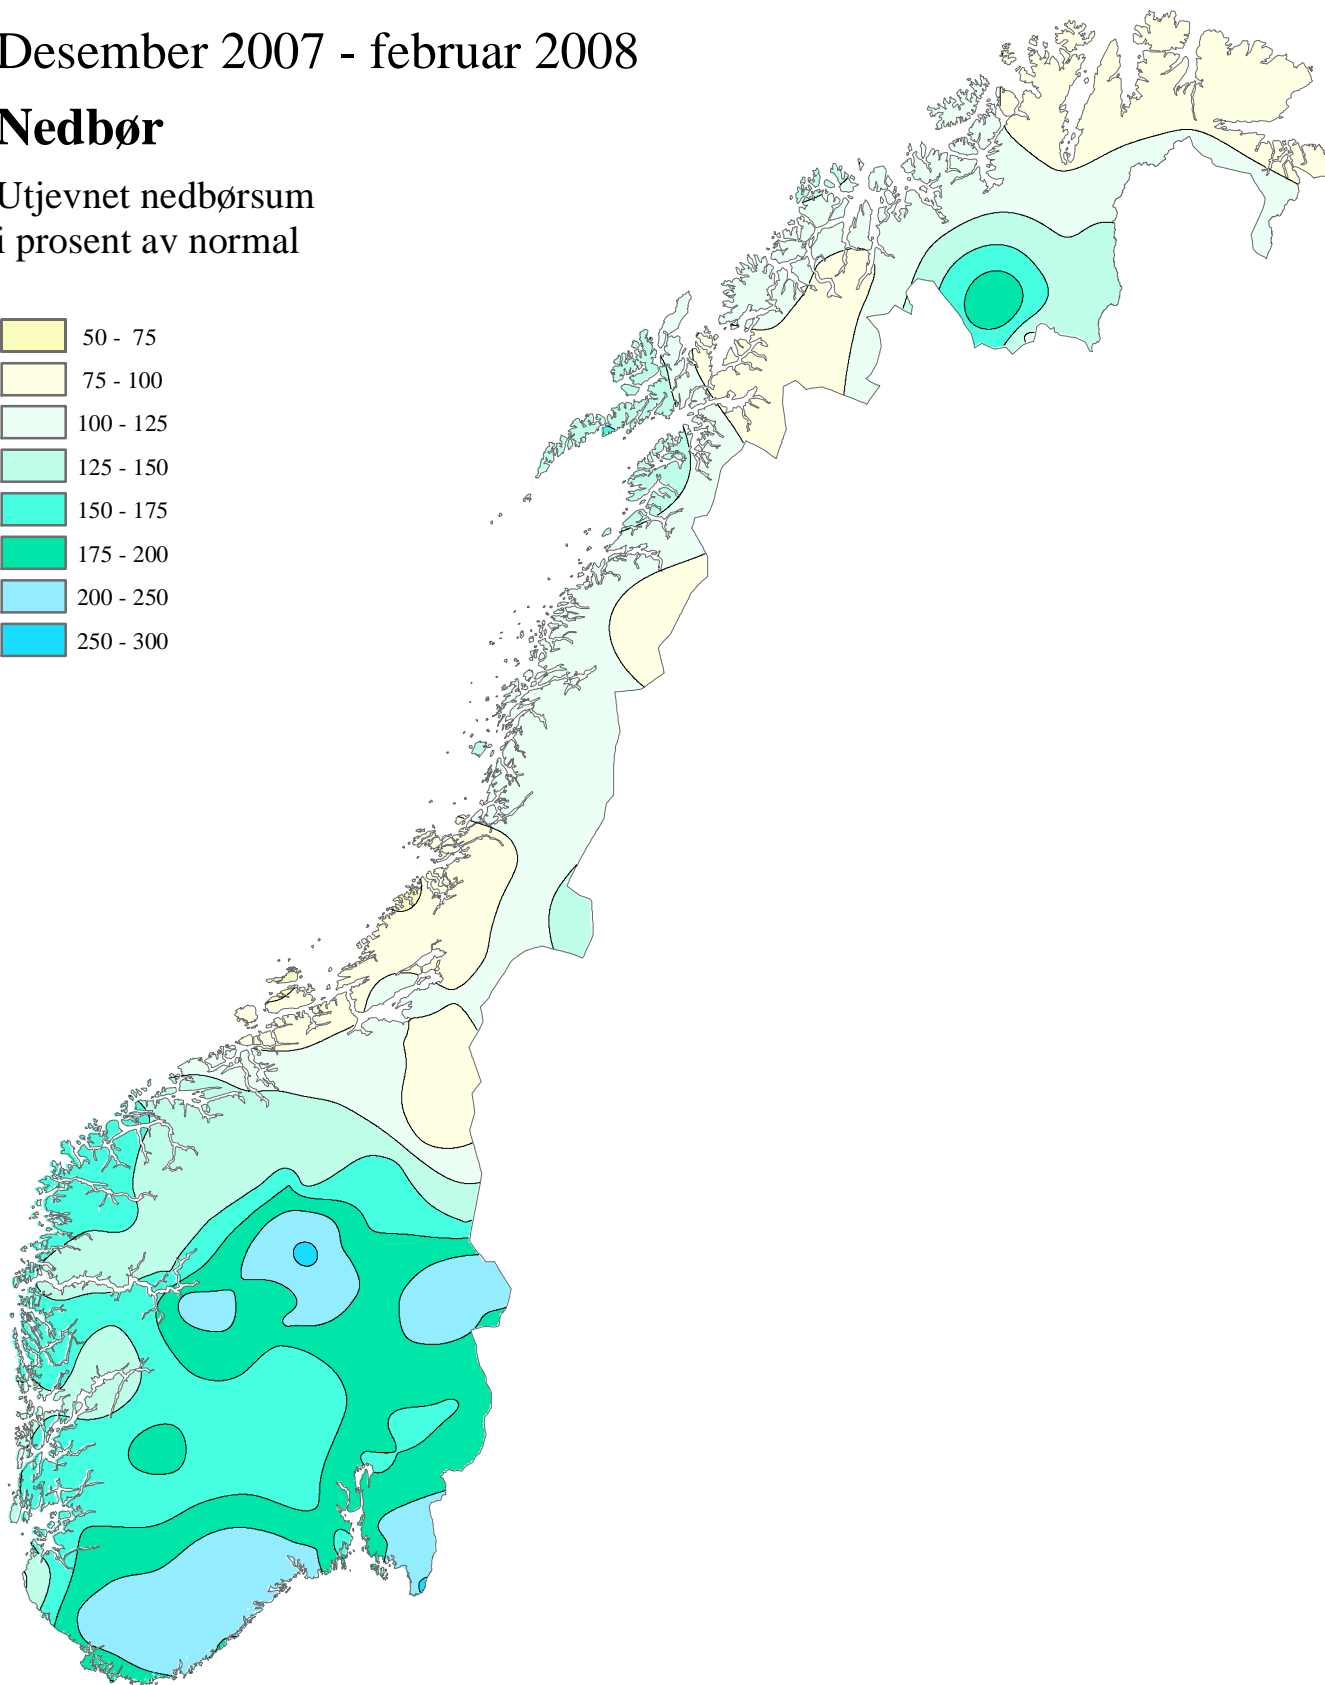 Desember 2007 - februar 2008
Nedbør
Utjevnet nedbørsum
i prosent av normal
50 - 75
75 - 100
100 - 125
125 - 150
150 - 175
175 - 200
200 - 250
250 - 300